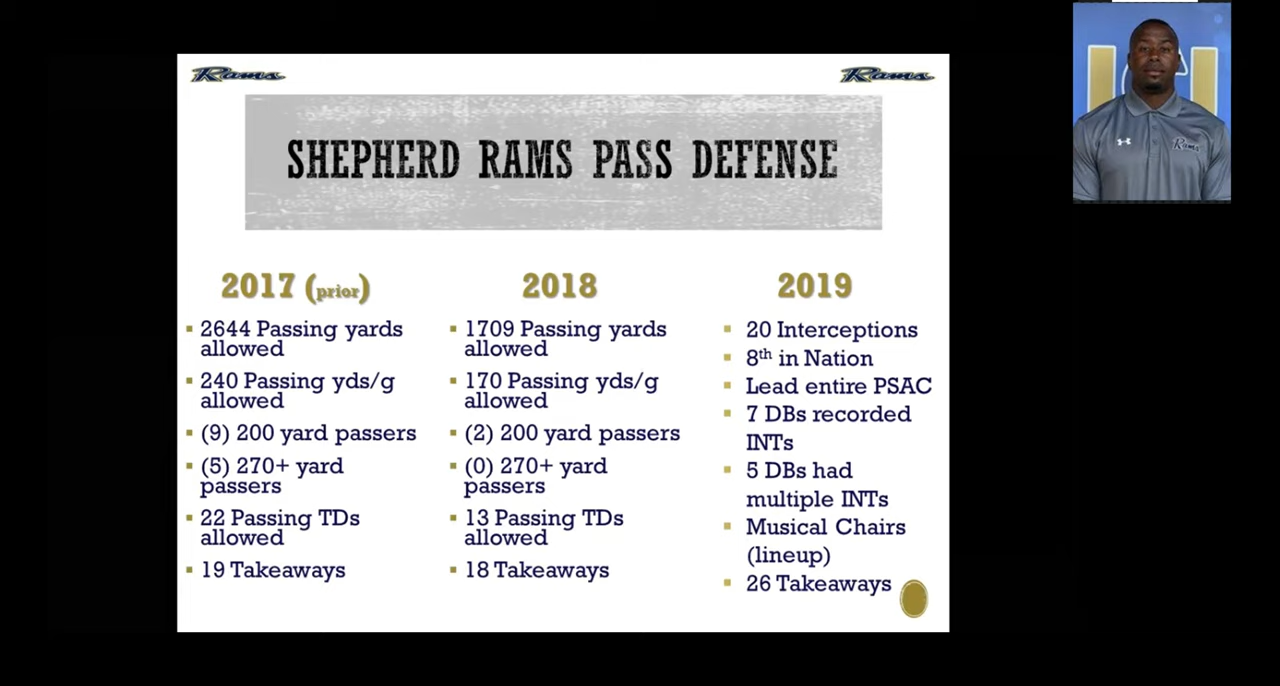 Rams
Rams
SHEPHERD RAMS PASS DEFENSE
2017 (prior)
2644 Passing yards
allowed
240 Passing yds/g
allowed
(9) 200 yard passers
(5) 270+ yard
passers
22 Passing TDs
allowed
19 Takeaways
2018
1709 Passing yards
allowed
170 Passing yds/g
allowed
(2) 200 yard passers
(0) 270+ yard
passers
13 Passing TDs
allowed
18 Takeaways
2019
20 Interceptions
8th in Nation
Lead entire PSAC
7 DBs recorded
INTs
5 DBs had
multiple INTs
Musical Chairs
(lineup)
26 Takeaways
Rams